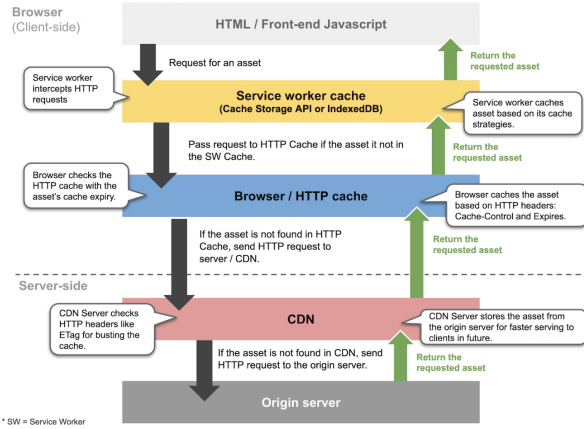 Browser
(Client-side)
HTML / Front-end Javascript
Request for an asset
Return the
requested asset
Service worker
intercepts HTTP
requests
Service worker cache
(Cache Storage API or IndexedDB)
Service worker caches
asset based on its cache
strategies.
Pass request to HTTP Cache if the asset it not in
the SW Cache.
Return the
requested asset
Browser checks the
HTTP cache with the
asset's cache expiry.
Browser / HTTP cache
Browser caches the asset
based on HTTP headers:
Cache-Control and Expires.
If the asset is not found in HTTP
Cache, send HTTP request to
server / CDN.
Return the
requested asset
Server-side
CDN Server checks
HTTP headers like
ETag for busting the
cache.
CDN
CDN Server stores the asset from
the origin server for faster serving to
clients in future.
If the asset is not found in CDN, send
HTTP request to the origin server.
Return the
requested asset
Origin server
* SW = Service Worker